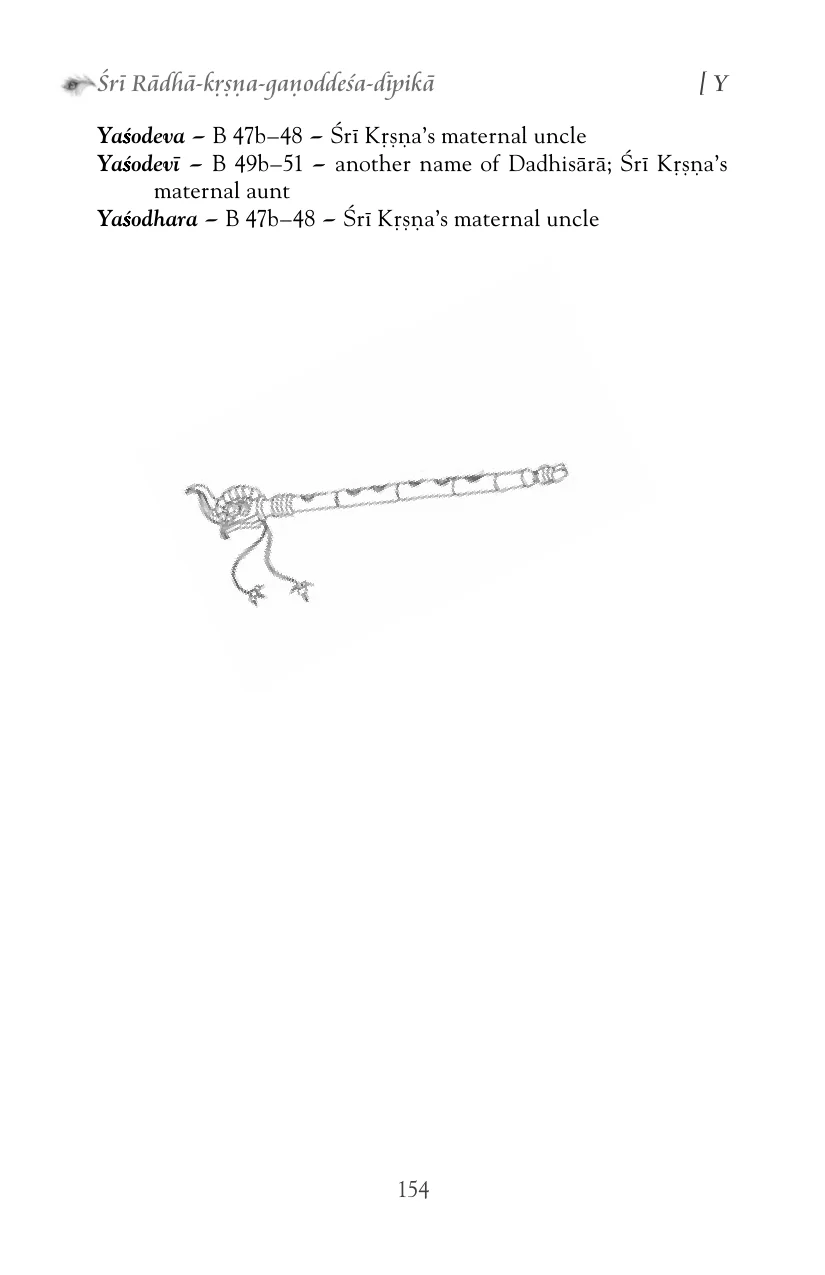 Śrī Rādhā-kṛṣṇa-gaṇoddeśa-dīpikā [ Y
Yaśodeva – B 47b–48 – Śrī Kṛṣṇa’s maternal uncle
Yaśodevī – B 49b–51 – another name of Dadhisārā; Śrī Kṛṣṇa’s
maternal aunt
Yaśodhara – B 47b–48 – Śrī Kṛṣṇa’s maternal uncle
154